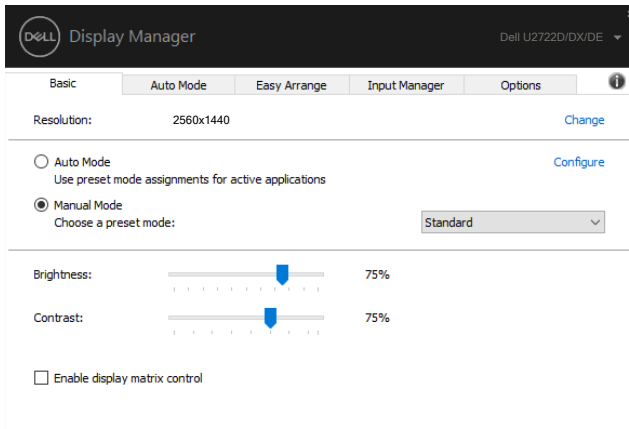 DELL Display Manager
Dell U2722D/DX/DE
Basic Auto Mode Easy Arrange Input Manager Options
Resolution: 2560x1440 Change
Auto Mode Configure
Use preset mode assignments for active applications
Manual Mode
Choose a preset mode: Standard
Brightness: 75%
Contrast: 75%
Enable display matrix control